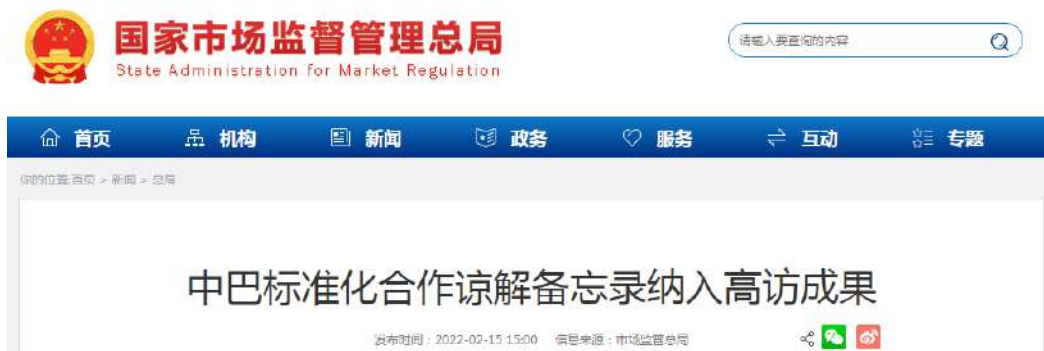 国家市场监督管理总局
State Administration for Market Regulation
请输入要查询的内容
首页 机构 新闻 政务 服务 互动 专题
你的位置:首页 > 新闻 > 总局
中巴标准化合作谅解备忘录纳入高访成果
发布时间：2022-02-15 15:00 信息来源：市场监管总局